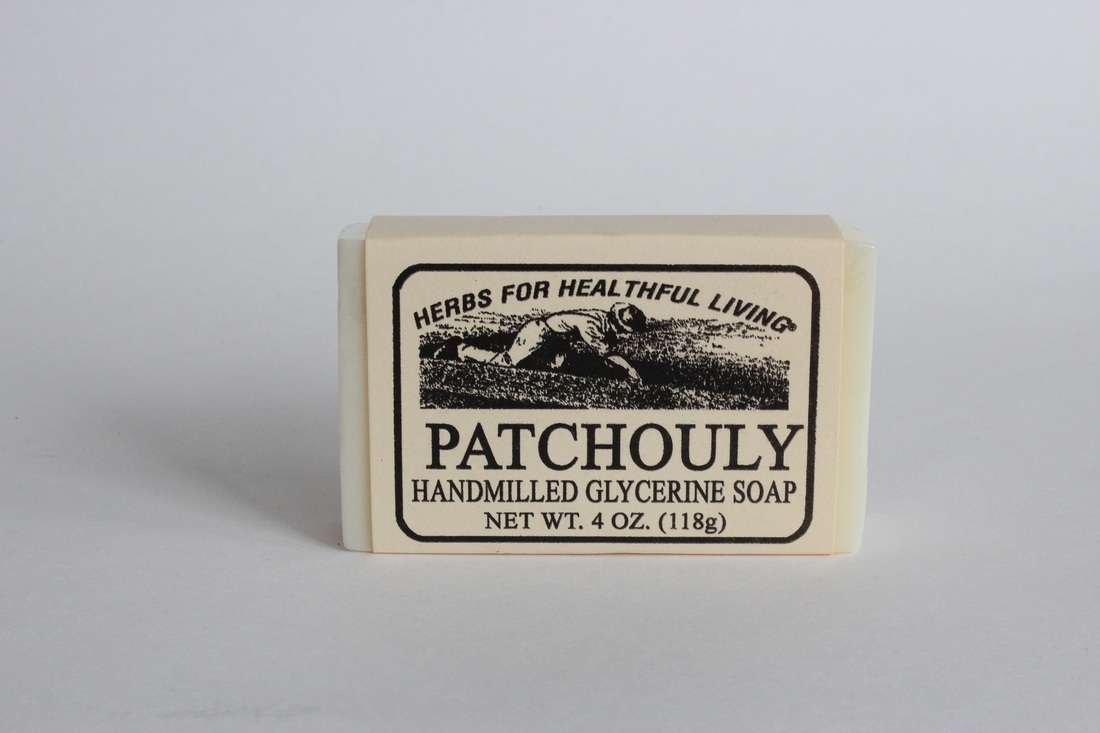 HERBS FOR HEALTHFUL LIVING®
PATCHOULY
HANDMILLED GLYCERINE SOAP
NET WT. 4 OZ. (118g)